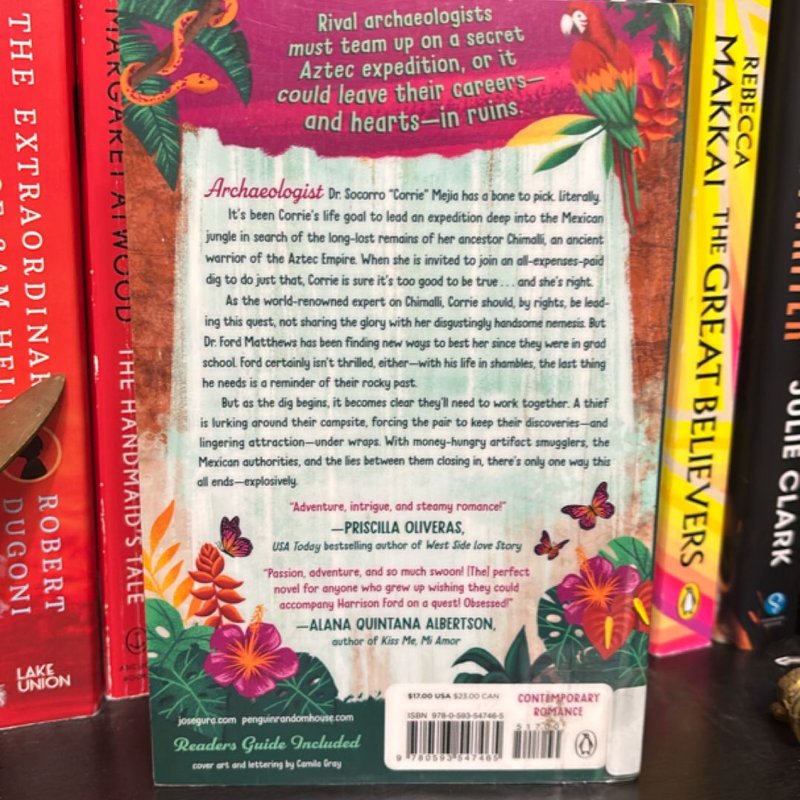 THE EXTRAORDINAR
OF SAM HELL
ROBERT
DUGONI
LAKE
UNION
MARGARET ATWOOD
THE HANDMAID'S TALE
Rival archaeologists
must team up on a secret
Aztec expedition, or it
could leave their careers—
and hearts—in ruins.
Archaeologist Dr. Socorro "Corrie" Mejía has a bone to pick. Literally.
It's been Corrie's life goal to lead an expedition deep into the Mexican
jungle in search of the long-lost remains of her ancestor Chimalli, an ancient
warrior of the Aztec Empire. When she is invited to join an all-expenses-paid
dig to do just that, Corrie is sure it's too good to be true . . . and she's right.
As the world-renowned expert on Chimalli, Corrie should, by rights, be lead-
ing this quest, not sharing the glory with her disgustingly handsome nemesis. But
Dr. Ford Matthews has been finding new ways to best her since they were in grad
school. Ford certainly isn't thrilled, either—with his life in shambles, the last thing
he needs is a reminder of their rocky past.
But as the dig begins, it becomes clear they'll need to work together. A thief
is lurking around their campsite, forcing the pair to keep their discoveries—and
lingering attraction—under wraps. With money-hungry artifact smugglers, the
Mexican authorities, and the lies between them closing in, there's only one way this
all ends—explosively.
"Adventure, intrigue, and steamy romance!"
—PRISCILLA OLIVERAS,
USA Today bestselling author of West Side Love Story
"Passion, adventure, and so much swoon! [The] perfect
novel for anyone who grew up wishing they could
accompany Harrison Ford on a quest! Obsessed!"
—ALANA QUINTANA ALBERTSON,
author of Kiss Me, Mi Amor
josegurs.com penguinrandomhouse.com
Readers Guide Included
cover art and lettering by Camila Gray
$17.00 USA $23.00 CAN
ISBN 978-0-593-54746-5
9 780593 547465
CONTEMPORARY
ROMANCE
REBECCA
MAKKAI
THE GREAT BELIEVERS
JULIE CLARK